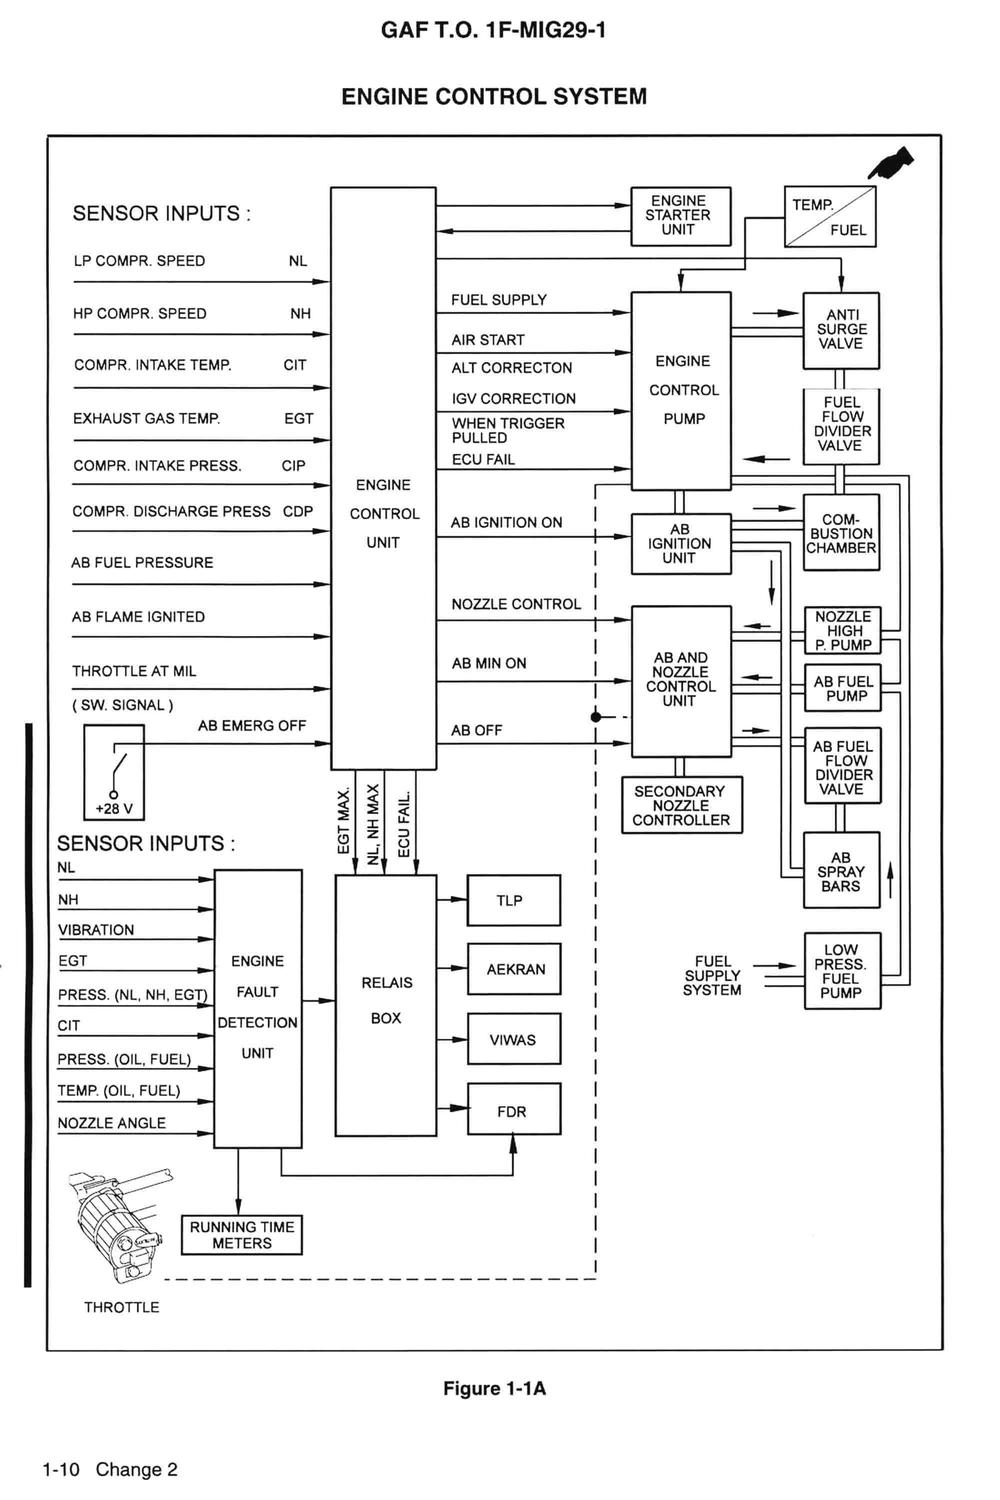 GAF T.O. 1F-MIG29-1
ENGINE CONTROL SYSTEM
SENSOR INPUTS :
LP COMPR. SPEED NL
HP COMPR. SPEED NH
COMPR. INTAKE TEMP. CIT
EXHAUST GAS TEMP. EGT
COMPR. INTAKE PRESS. CIP
COMPR. DISCHARGE PRESS CDP
AB FUEL PRESSURE
AB FLAME IGNITED
THROTTLE AT MIL
( SW. SIGNAL )
AB EMERG OFF
+28 V
ENGINE
CONTROL
UNIT
FUEL SUPPLY
AIR START
ALT CORRECTON
IGV CORRECTION
WHEN TRIGGER
PULLED
ECU FAIL
AB IGNITION ON
NOZZLE CONTROL
AB MIN ON
AB OFF
ENGINE
STARTER
UNIT
TEMP.
FUEL
ENGINE
CONTROL
PUMP
ANTI
SURGE
VALVE
FUEL
FLOW
DIVIDER
VALVE
AB
IGNITION
UNIT
COM-
BUSTION
CHAMBER
AB AND
NOZZLE
CONTROL
UNIT
NOZZLE
HIGH
P. PUMP
AB FUEL
PUMP
AB FUEL
FLOW
DIVIDER
VALVE
SECONDARY
NOZZLE
CONTROLLER
AB
SPRAY
BARS
FUEL
SUPPLY
SYSTEM
LOW
PRESS.
FUEL
PUMP
EGT MAX.
NL, NH MAX
ECU FAIL.
SENSOR INPUTS :
NL
NH
VIBRATION
EGT
PRESS. (NL, NH, EGT)
CIT
PRESS. (OIL, FUEL)
TEMP. (OIL, FUEL)
NOZZLE ANGLE
ENGINE
FAULT
DETECTION
UNIT
RELAIS
BOX
TLP
AEKRAN
VIWAS
FDR
RUNNING TIME
METERS
THROTTLE
Figure 1-1A
1-10 Change 2